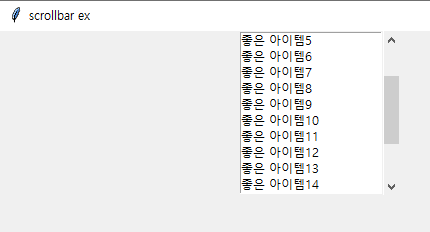 scrollbar ex
좋은 아이템5
좋은 아이템6
좋은 아이템7
좋은 아이템8
좋은 아이템9
좋은 아이템10
좋은 아이템11
좋은 아이템12
좋은 아이템13
좋은 아이템14